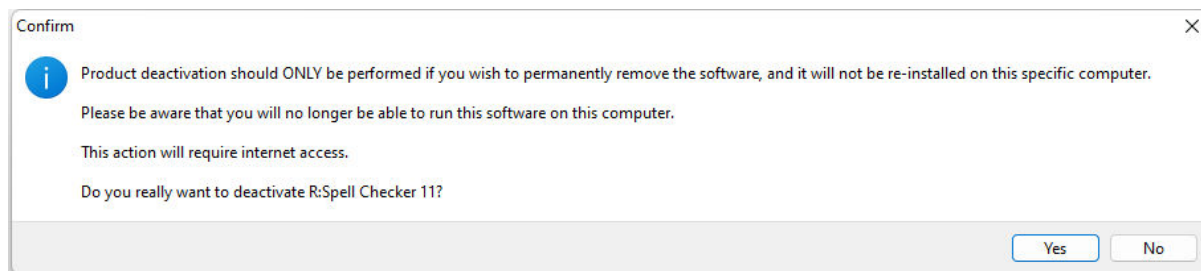 Confirm
Product deactivation should ONLY be performed if you wish to permanently remove the software, and it will not be re-installed on this specific computer.
Please be aware that you will no longer be able to run this software on this computer.
This action will require internet access.
Do you really want to deactivate R:Spell Checker 11?
Yes No